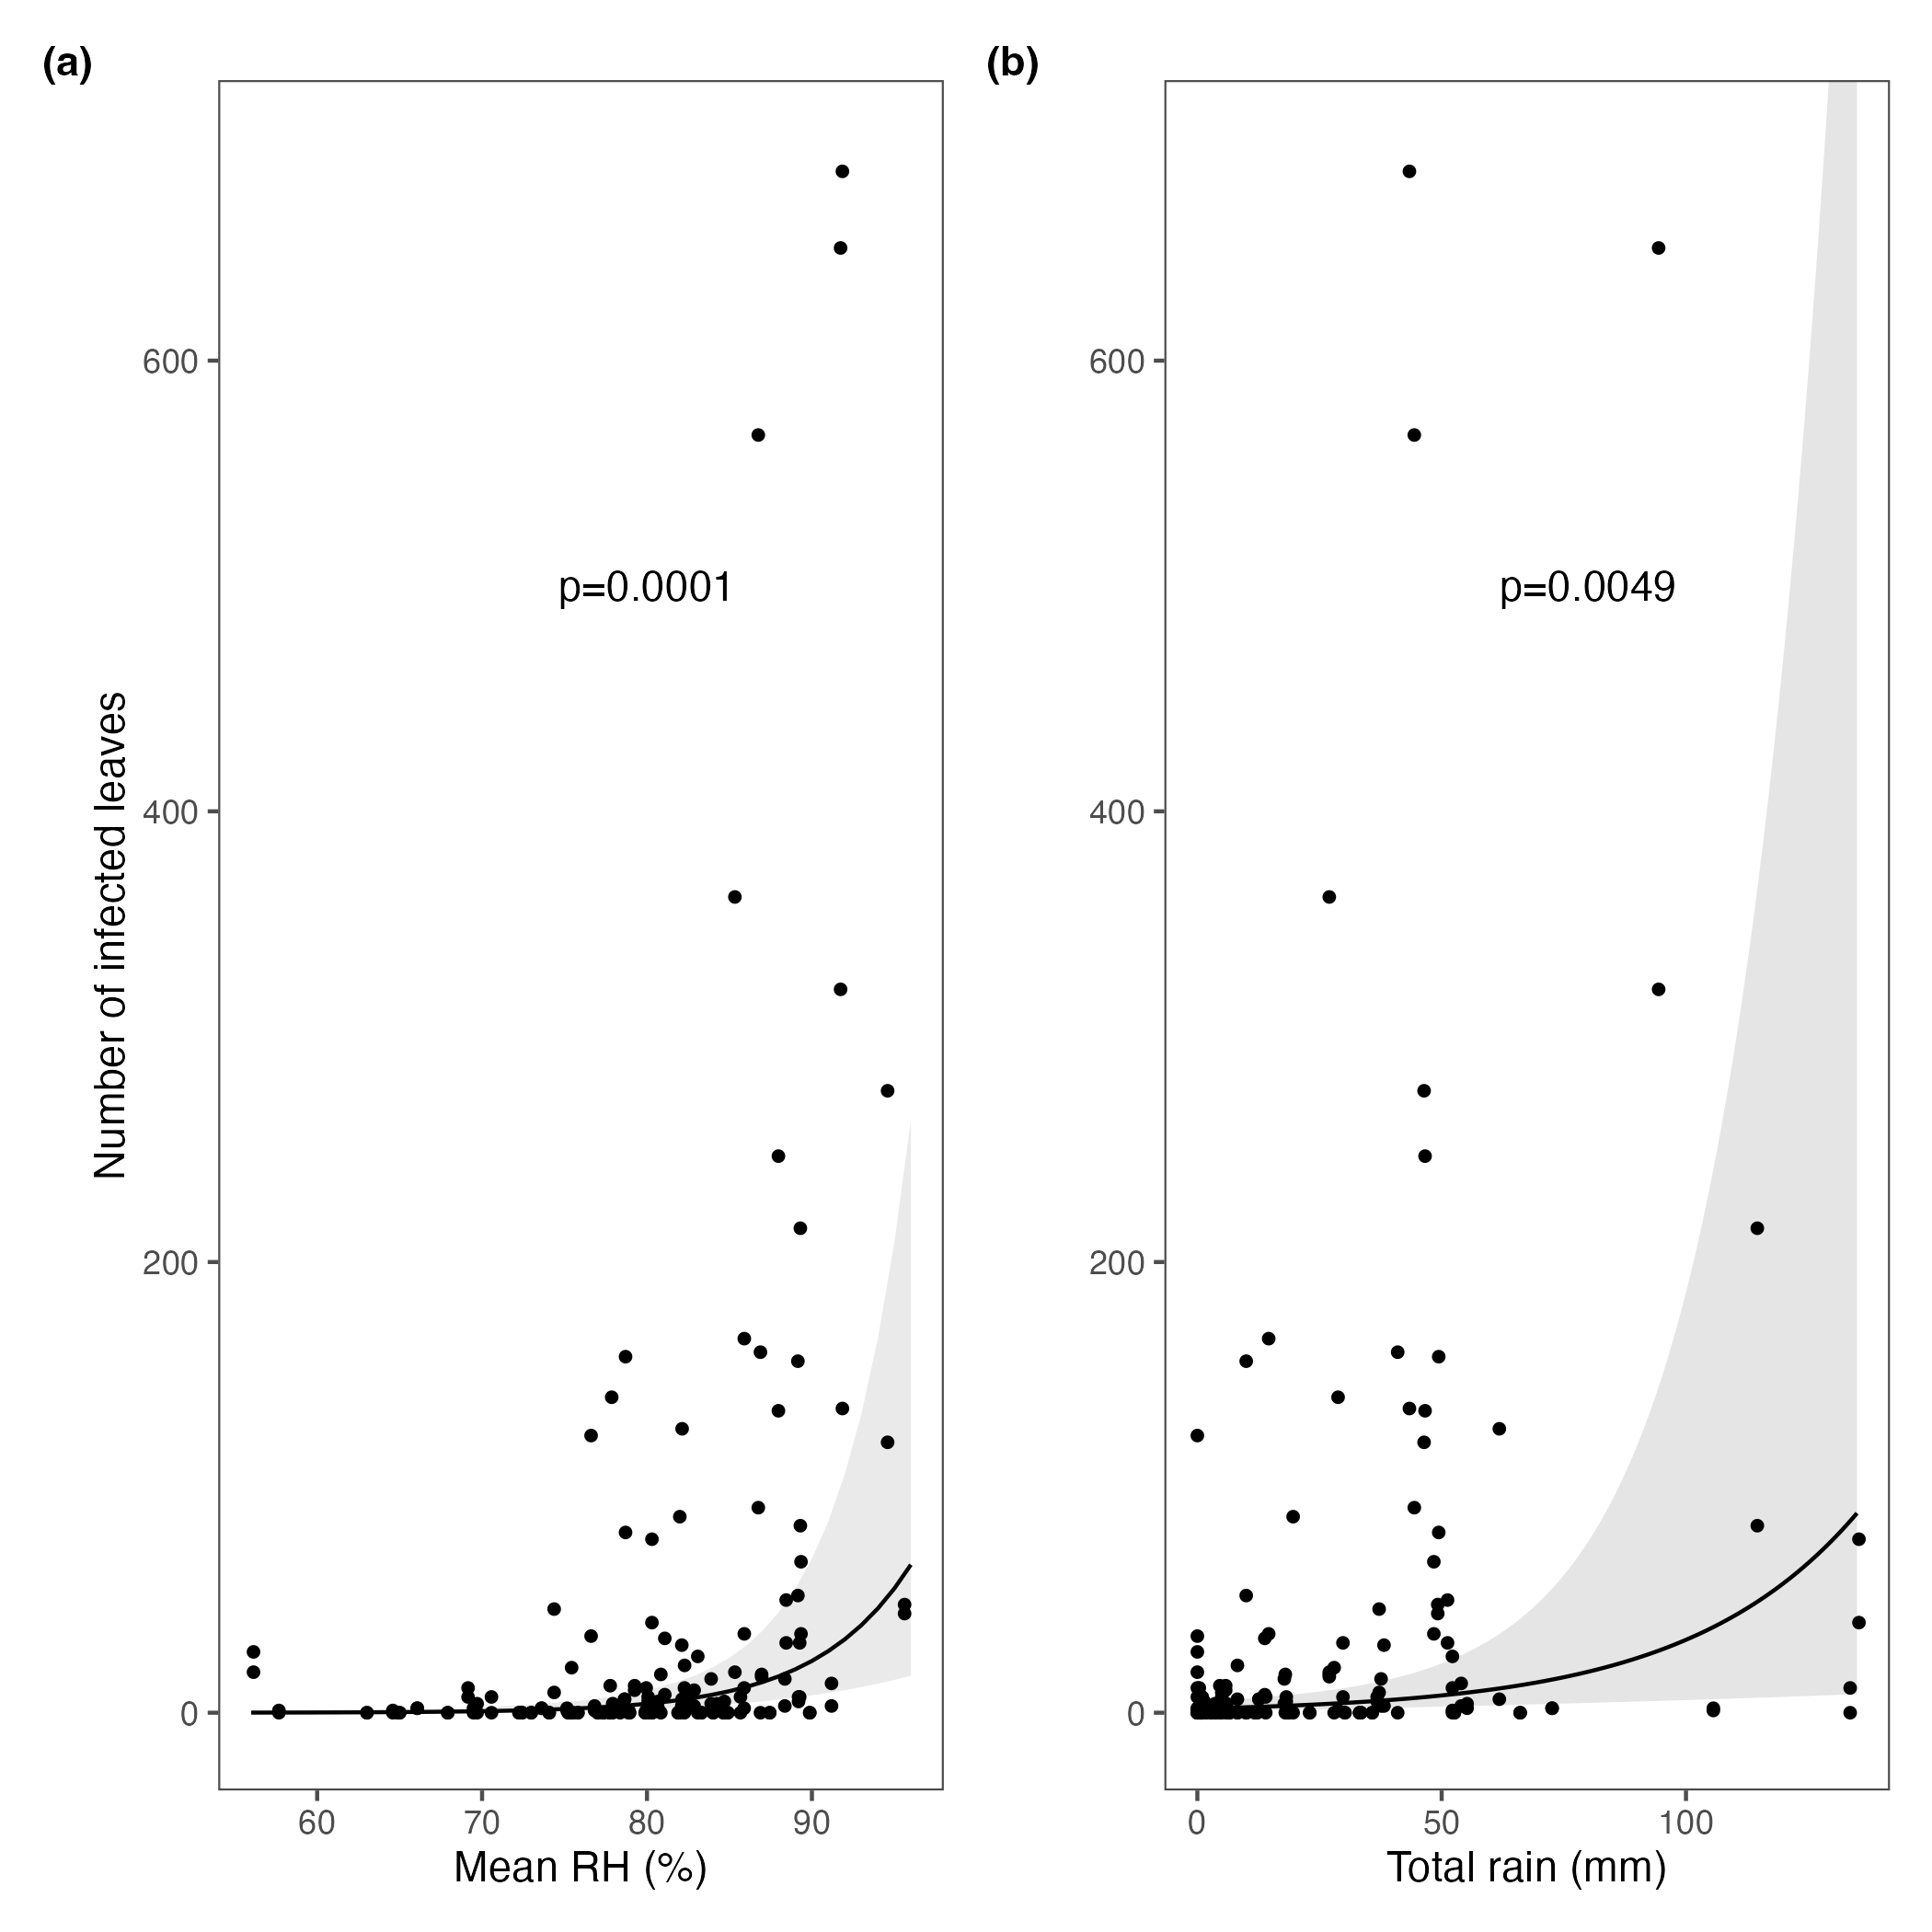 (a)
(b)
Number of infected leaves
600
400
200
0
p=0.0001
60 70 80 90
Mean RH (%)
600
400
200
0
p=0.0049
0 50 100
Total rain (mm)